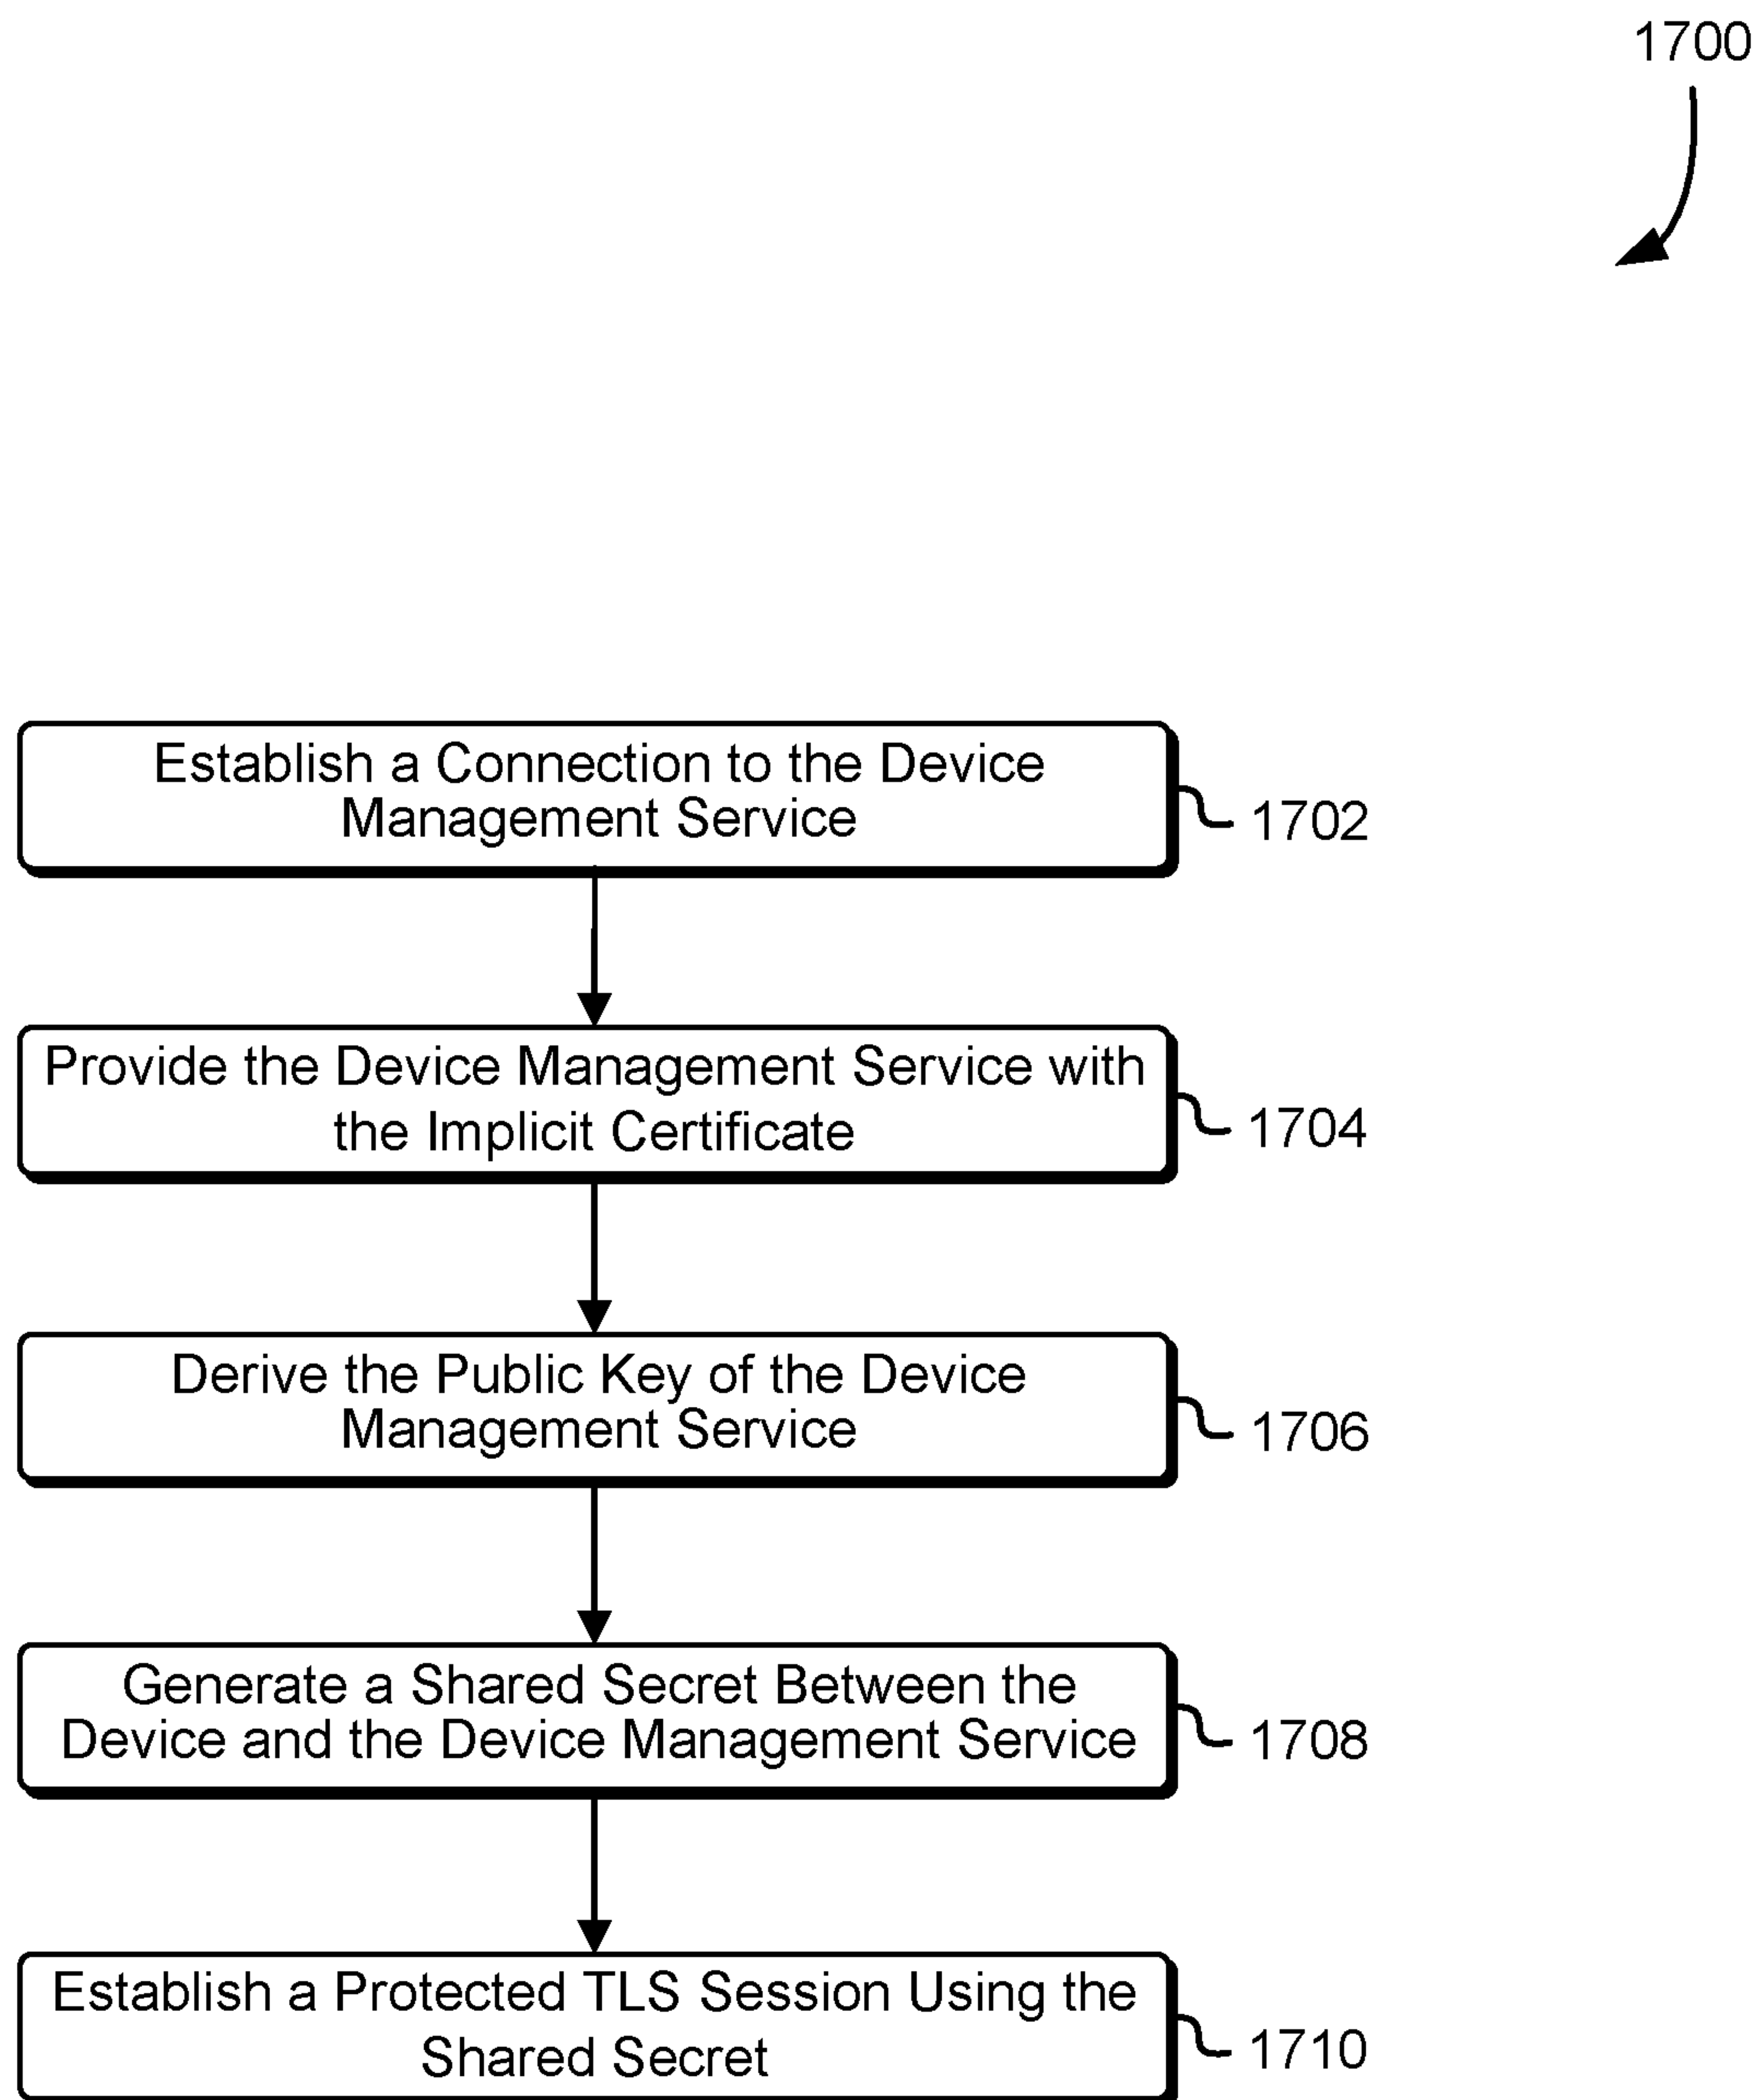 1700
Establish a Connection to the Device
Management Service
1702
Provide the Device Management Service with
the Implicit Certificate
1704
Derive the Public Key of the Device
Management Service
1706
Generate a Shared Secret Between the
Device and the Device Management Service
1708
Establish a Protected TLS Session Using the
Shared Secret
1710